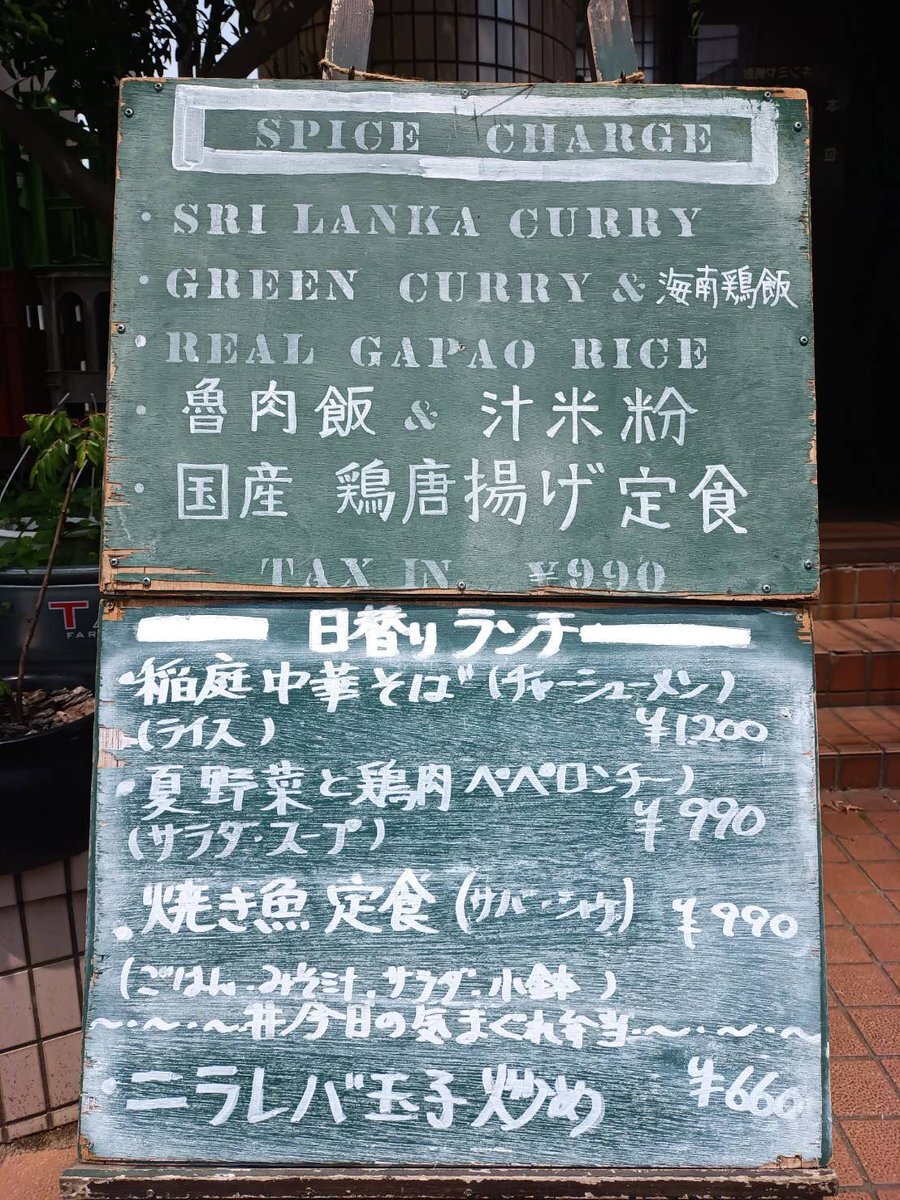 SPICE CHARGE
・SRI LANKA CURRY
・GREEN CURRY & 海南鶏飯
・REAL GAPAO RICE
・魯肉飯 & 汁米粉
・国産 鶏唐揚げ定食
TAX IN ¥990
日替りランチ
・稲庭中華そば (チャーシューメン)
(ライス) ¥1200
・夏野菜と鶏肉ペペロンチーノ
(サラダ・スープ) ¥990
・焼き魚定食 (サバ・シャケ) ¥990
(ごはん・みそ汁・サラダ・小鉢)
〜・〜・〜#今日の気まぐれ弁当・〜・〜・〜
・ニラレバ玉子炒め ¥660